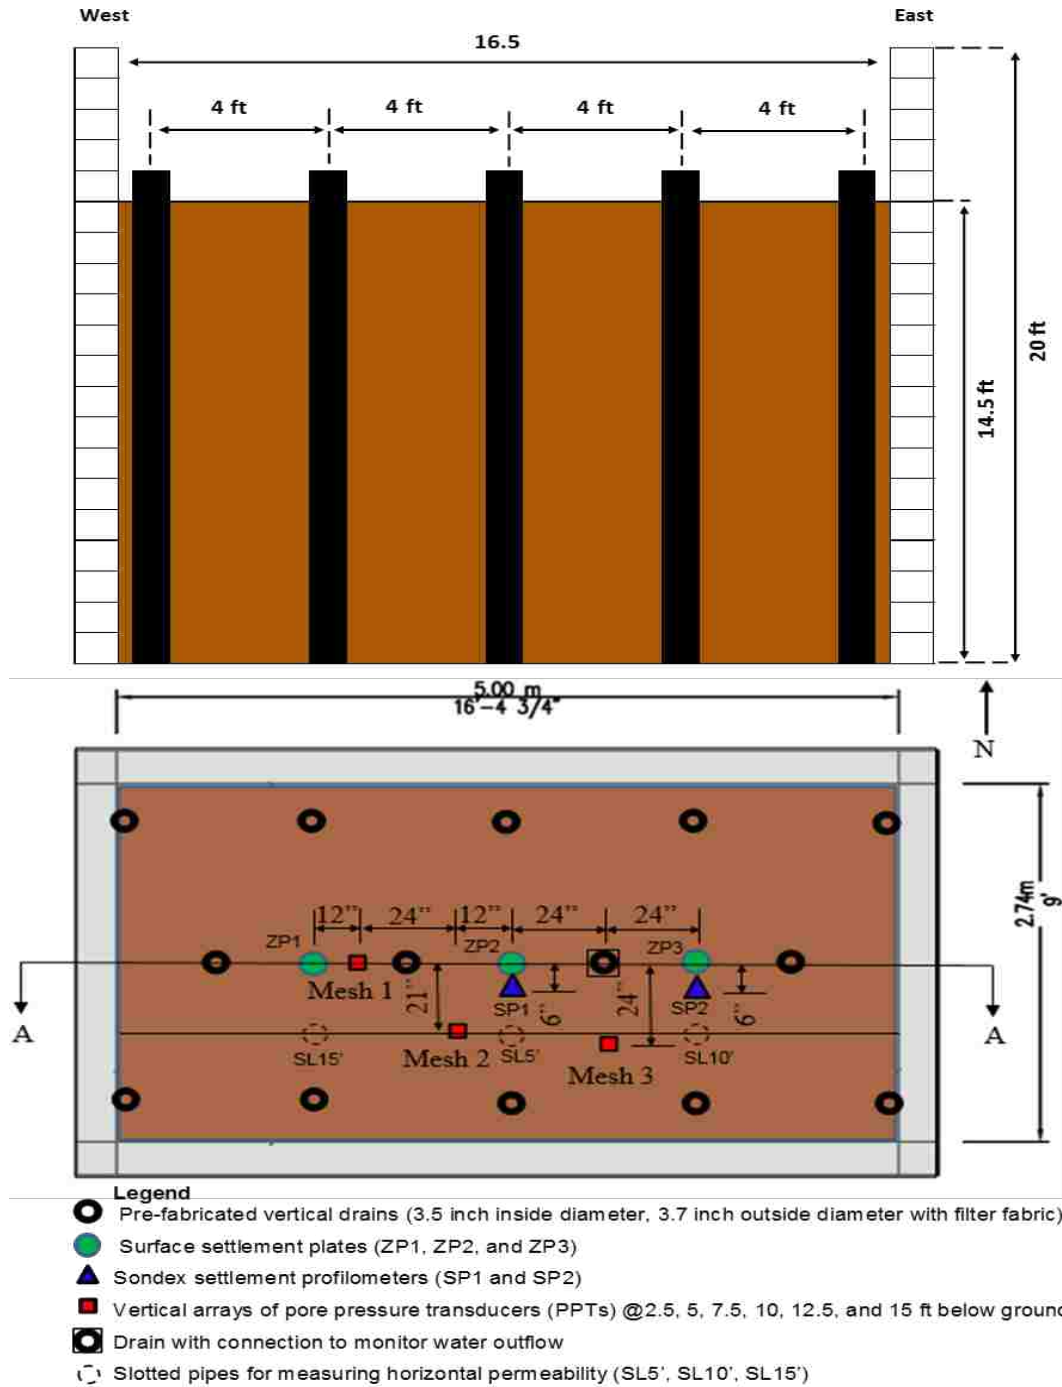 West East
16.5
4 ft 4 ft 4 ft 4 ft
20 ft
14.5 ft
5.00 m
16'-4 3/4"
N
2.74m
9'
12” 24” 12” 24” 24”
ZP1 ZP2 ZP3
Mesh 1
21”
SP1
6”
24”
SP2
6”
A A
SL15' Mesh 2 SL5' SL10'
Mesh 3
Legend
Pre-fabricated vertical drains (3.5 inch inside diameter, 3.7 inch outside diameter with filter fabric)
Surface settlement plates (ZP1, ZP2, and ZP3)
Sondex settlement profilometers (SP1 and SP2)
Vertical arrays of pore pressure transducers (PPTs) @2.5, 5, 7.5, 10, 12.5, and 15 ft below groun
Drain with connection to monitor water outflow
Slotted pipes for measuring horizontal permeability (SL5', SL10', SL15')